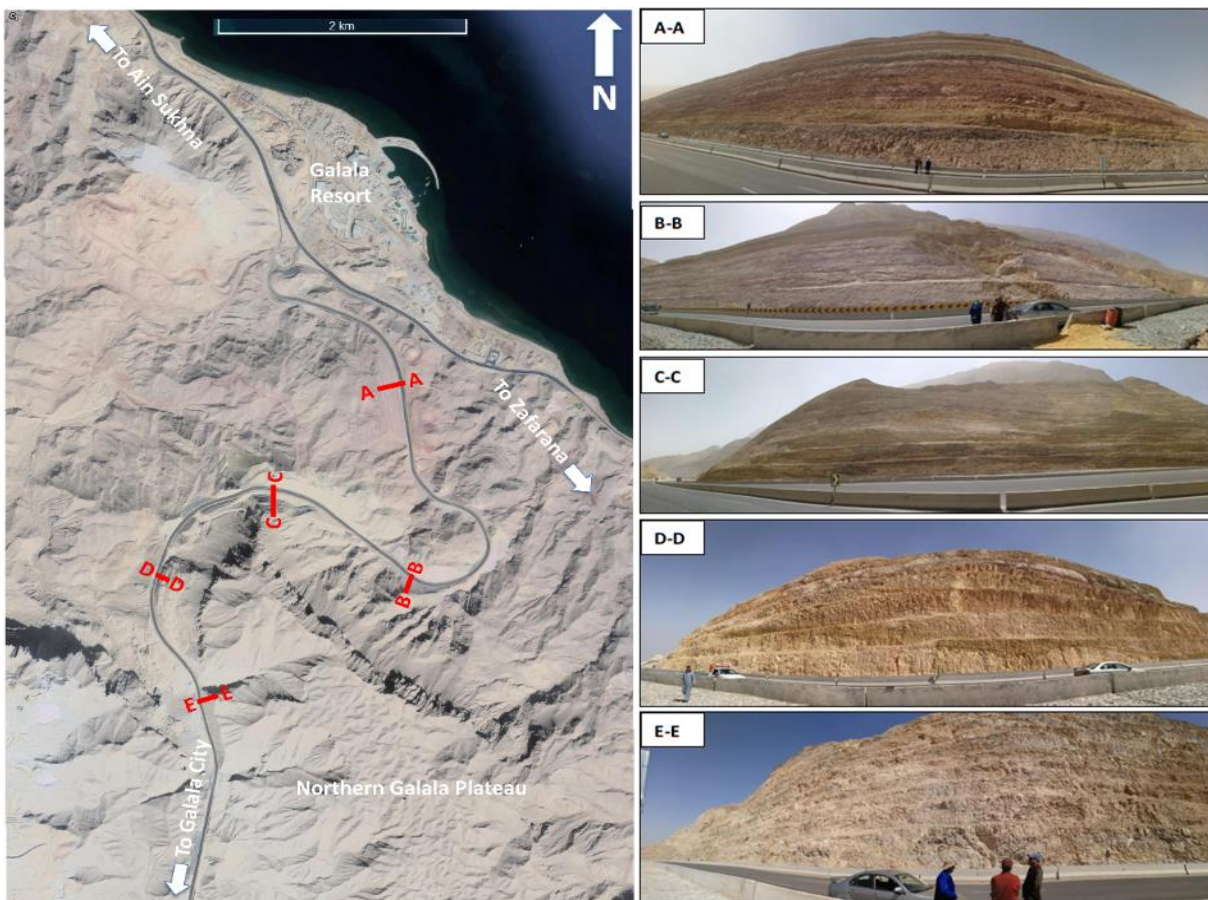 2 km
N
To Ain Sukhna
Galala
Resort
A
A
To Zafarana
C
C
B
B
D
D
E
E
Northern Galala Plateau
To Galala City
A-A
B-B
C-C
D-D
E-E